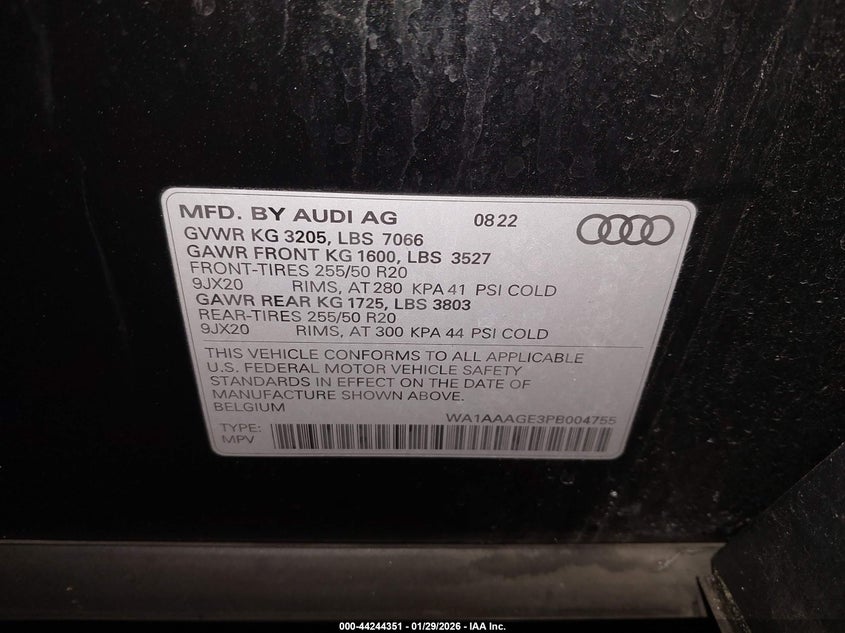 MFD. BY AUDI AG 0822
GVWR KG 3205, LBS 7066
GAWR FRONT KG 1600, LBS 3527
FRONT-TIRES 255/50 R20
9JX20 RIMS, AT 280 KPA 41 PSI COLD
GAWR REAR KG 1725, LBS 3803
REAR-TIRES 255/50 R20
9JX20 RIMS, AT 300 KPA 44 PSI COLD
THIS VEHICLE CONFORMS TO ALL APPLICABLE
U.S. FEDERAL MOTOR VEHICLE SAFETY
STANDARDS IN EFFECT ON THE DATE OF
MANUFACTURE SHOWN ABOVE.
BELGIUM
WA1AAAGE3PB004755
TYPE:
MPV
000-44244351 - 01/29/2026 - IAA Inc.